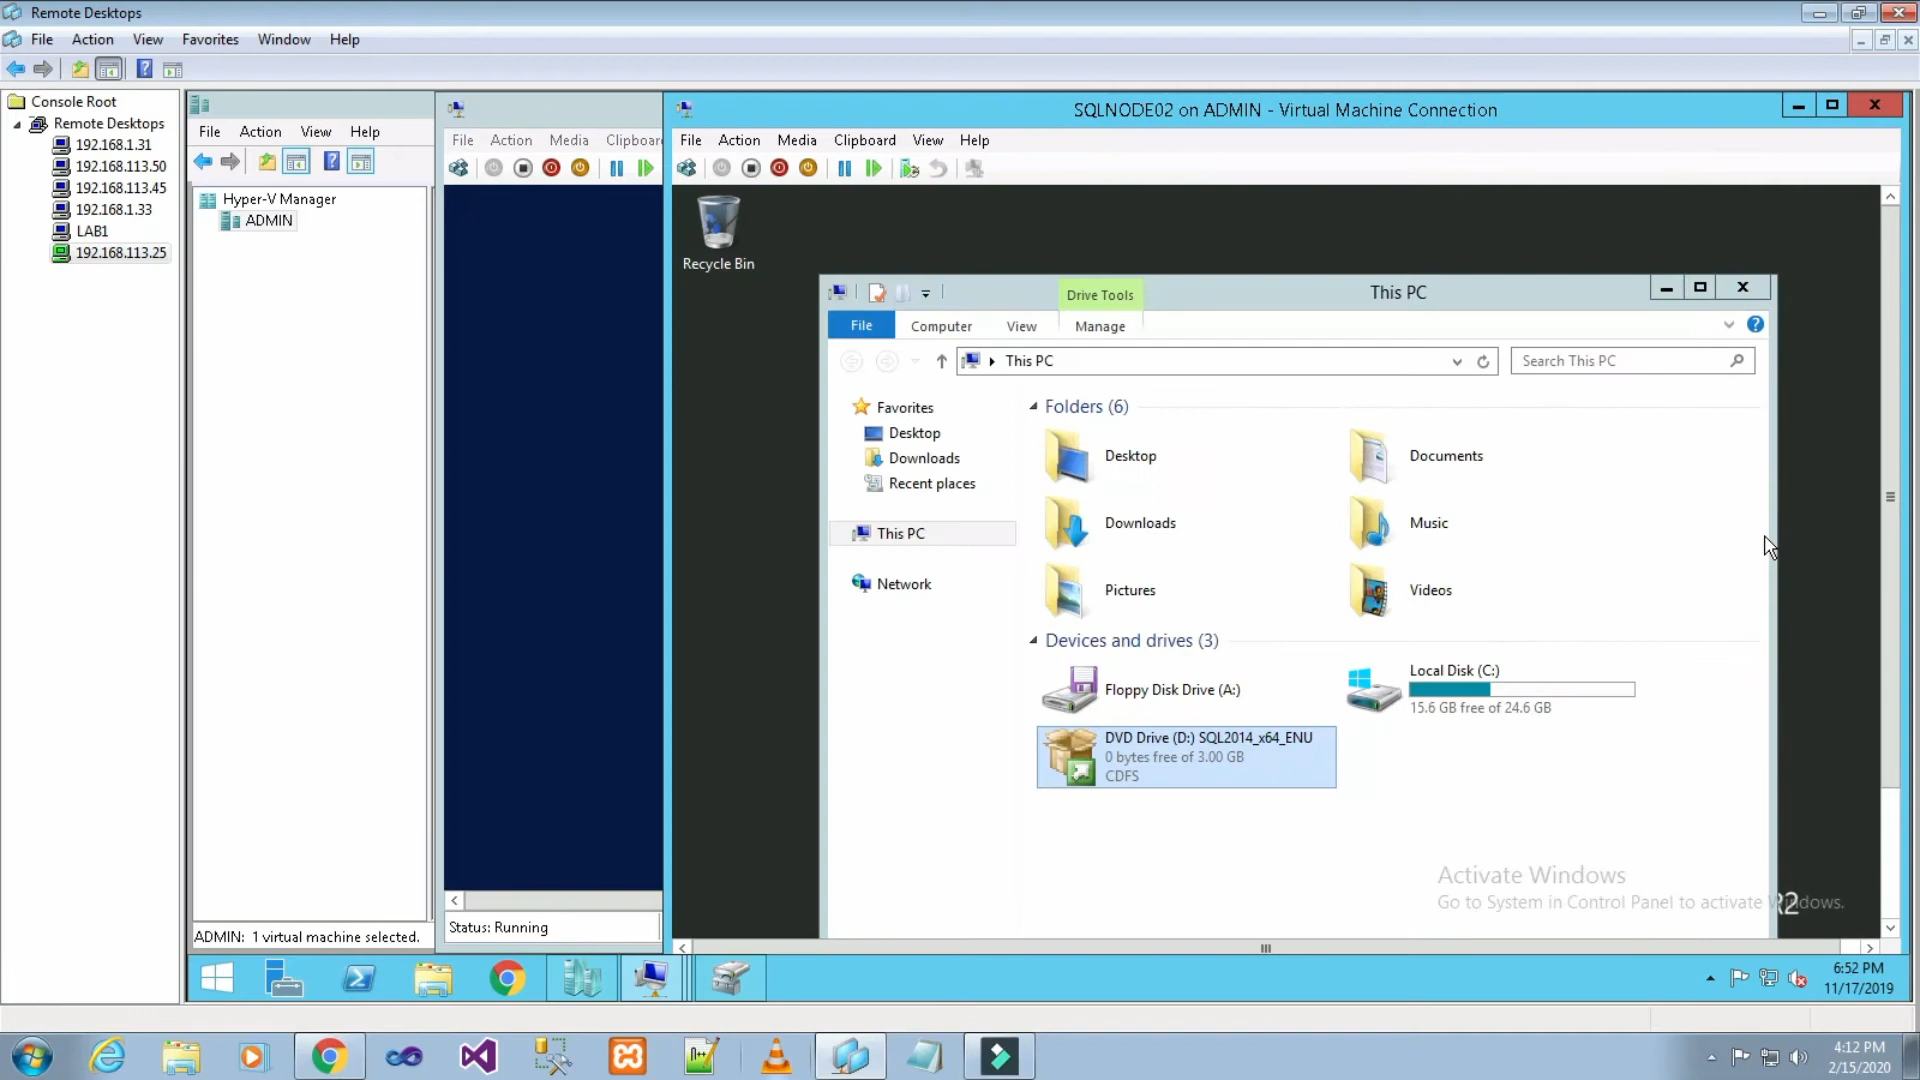 Remote Desktops
File Action View Favorites Window Help
Console Root
Remote Desktops
192.168.1.31
192.168.113.50
192.168.113.45
192.168.1.33
LAB1
192.168.113.25
File Action View Help
Hyper-V Manager
ADMIN
ADMIN: 1 virtual machine selected.
File Action Media Clipboar
Status: Running
SQLNODE02 on ADMIN - Virtual Machine Connection
File Action Media Clipboard View Help
Recycle Bin
Drive Tools
This PC
File Computer View Manage
This PC
Search This PC
Favorites
Desktop
Downloads
Recent places
This PC
Network
Folders (6)
Desktop
Documents
Downloads
Music
Pictures
Videos
Devices and drives (3)
Floppy Disk Drive (A:)
Local Disk (C:)
15.6 GB free of 24.6 GB
DVD Drive (D:) SQL2014_x64_ENU
0 bytes free of 3.00 GB
CDFS
Activate Windows
Go to System in Control Panel to activate Windows.
R2
6:52 PM
11/17/2019
4:12 PM
2/15/2020